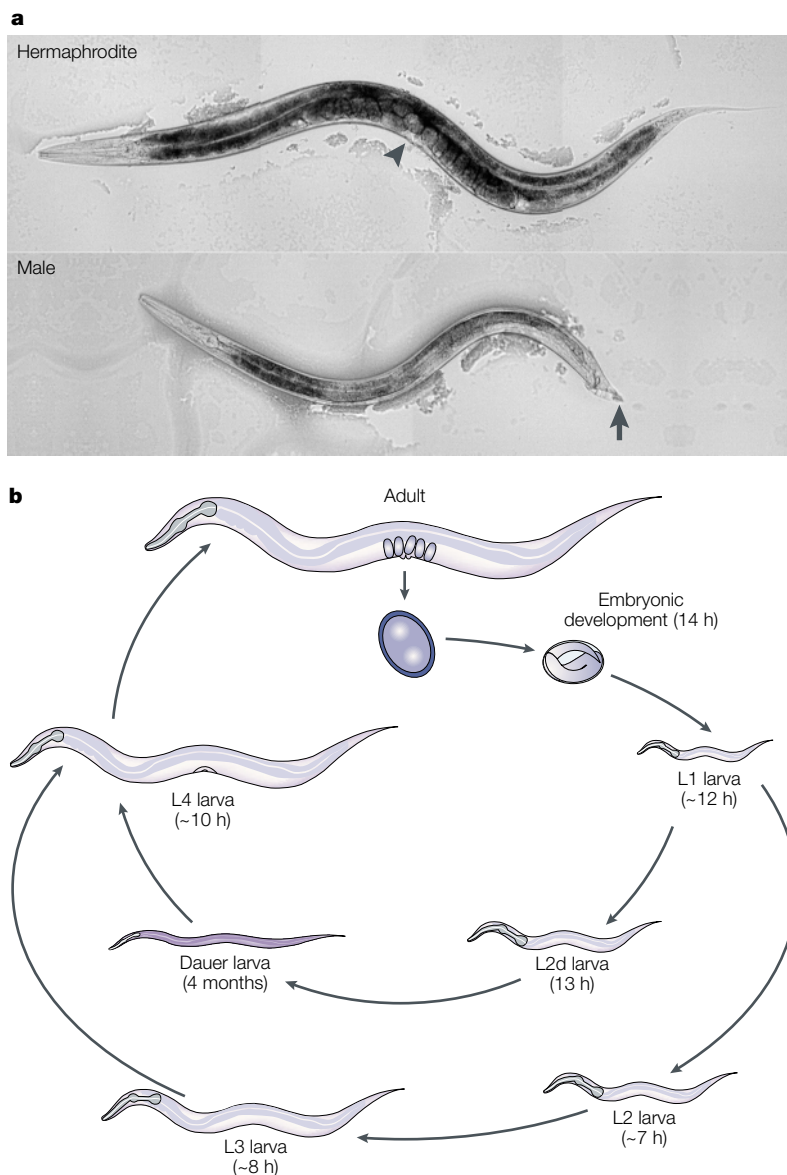 a
Hermaphrodite
Male
b
Adult
Embryonic
development (14 h)
L1 larva
(~12 h)
L4 larva
(~10 h)
Dauer larva
(4 months)
L2d larva
(13 h)
L2 larva
(~7 h)
L3 larva
(~8 h)